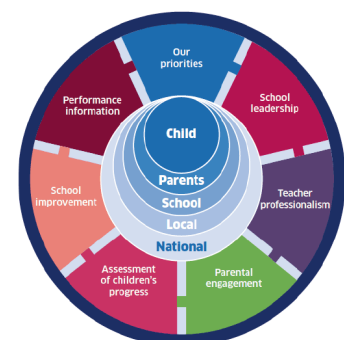 Our
priorities
School
leadership
Teacher
professionalism
Parental
engagement
Assessment
of children's
progress
School
improvement
Performance
information
Child
Parents
School
Local
National